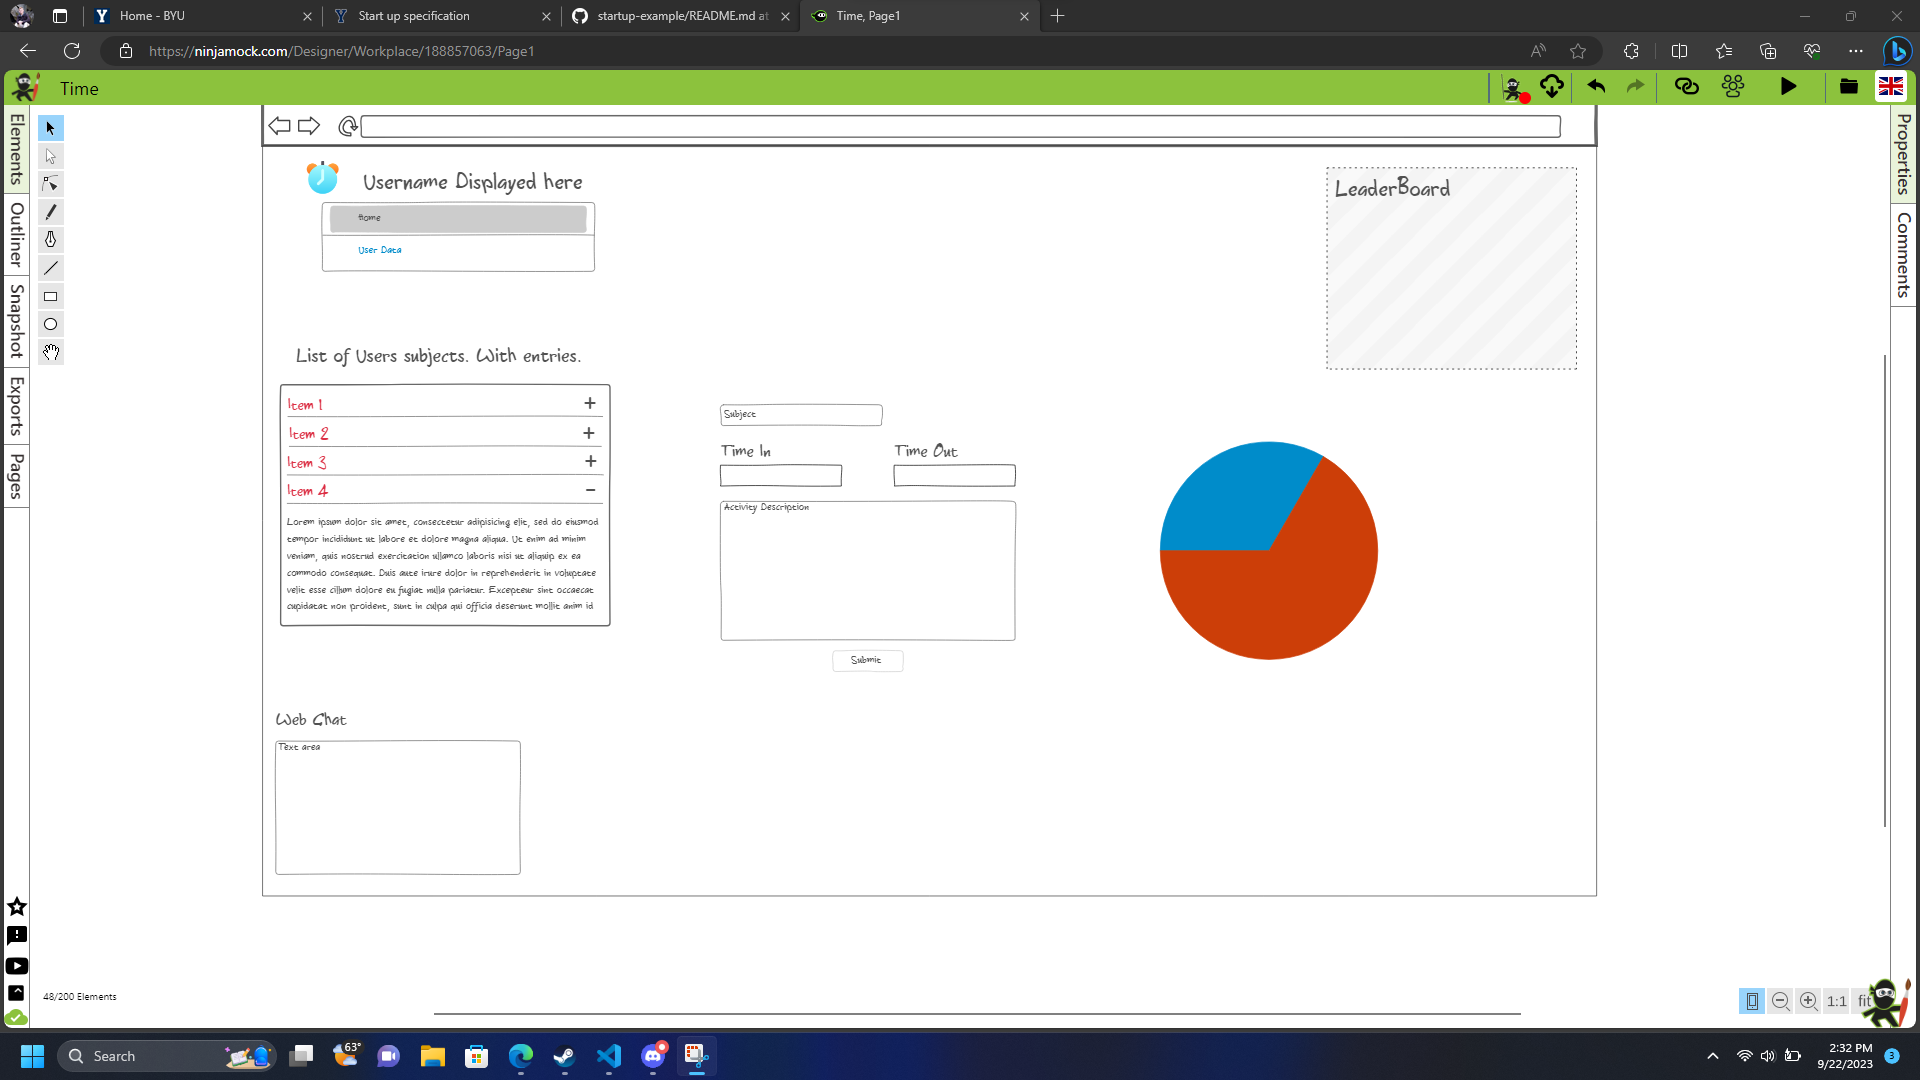 Home - BYU
Start up specification
startup-example/README.md at
Time, Page1
https://ninjamock.com/Designer/Workplace/188857063/Page1
Time
Elements
Outliner
Snapshot
Exports
Pages
Properties
Comments
Username Displayed here
Home
User Data
LeaderBoard
List of Users subjects. With entries.
Item 1
Item 2
Item 3
Item 4
Lorem ipsum dolor sit amet, consectetur adipisicing elit, sed do eiusmod
tempor incididunt ut labore et dolore magna aliqua. Ut enim ad minim
veniam, quis nostrud exercitation ullamco laboris nisi ut aliquip ex ea
commodo consequat. Duis aute irure dolor in reprehenderit in voluptate
velit esse cillum dolore eu fugiat nulla pariatur. Excepteur sint occaecat
cupidatat non proident, sunt in culpa qui officia deserunt mollit anim id
Subject
Time In
Time Out
Activity Description
Submit
Web Chat
Text area
48/200 Elements
1:1
fit
Search
63°
2:32 PM
9/22/2023
3